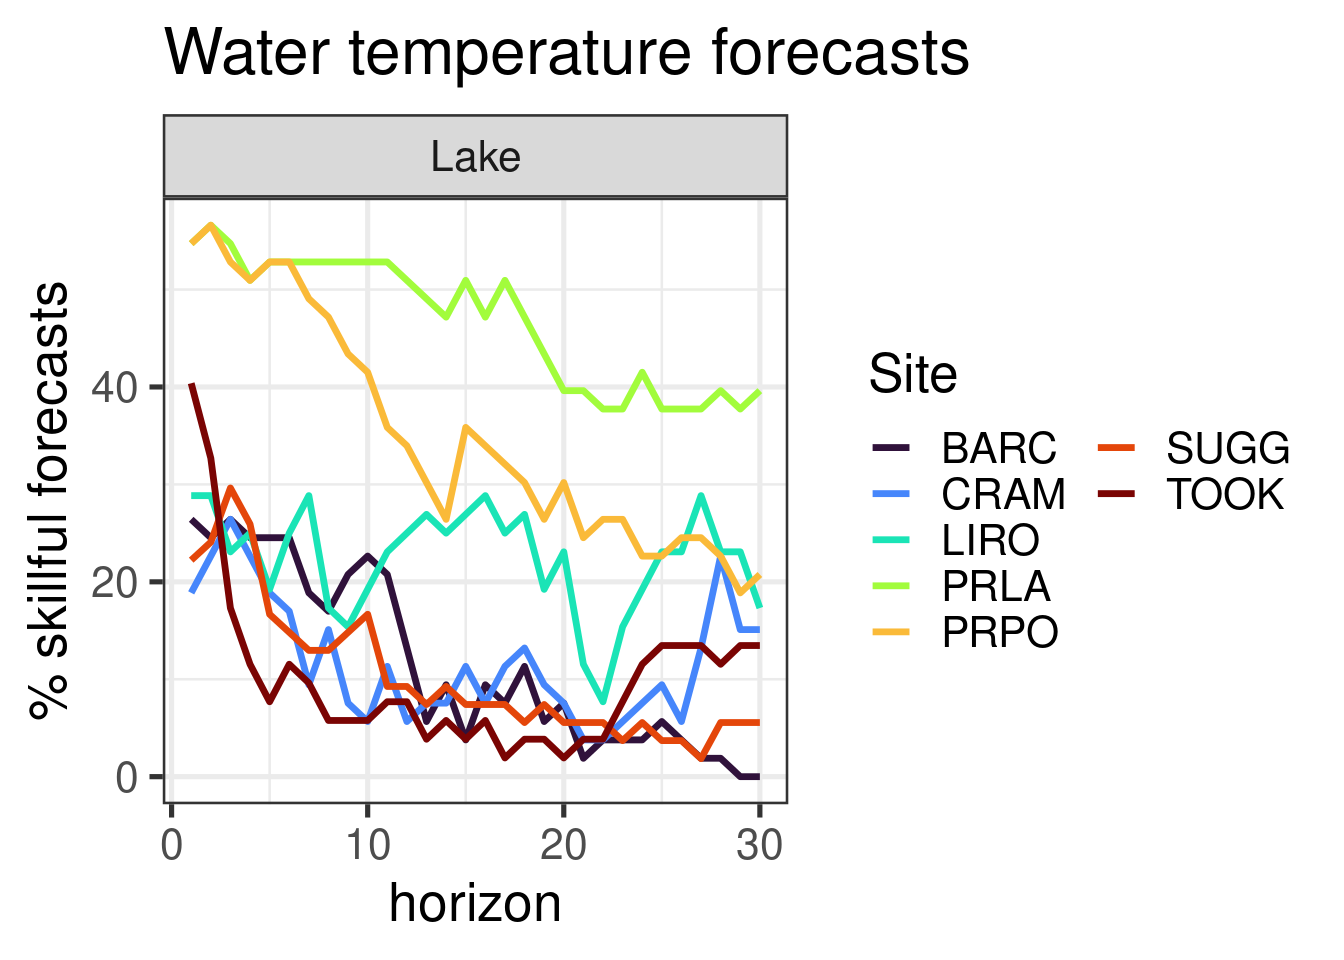 Water temperature forecasts
Lake
% skillful forecasts
40
20
0
0 10 20 30
horizon
Site
BARC SUGG
CRAM TOOK
LIRO
PRLA
PRPO